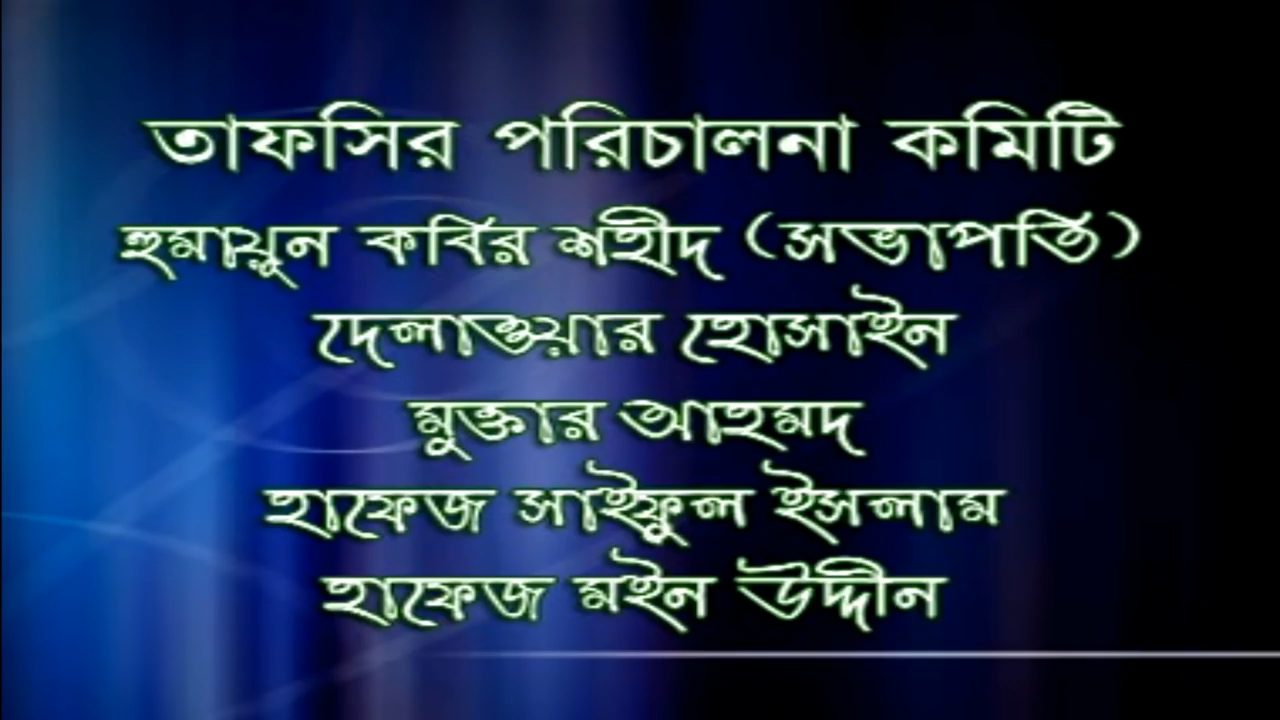 তাফসির পরিচালনা কমিটি
হুমায়ুন কবির শহীদ (সভাপতি)
দেলাওয়ার হোসাইন
মুক্তার আহমদ
হাফেজ সাইফুল ইসলাম
হাফেজ মইন উদ্দীন